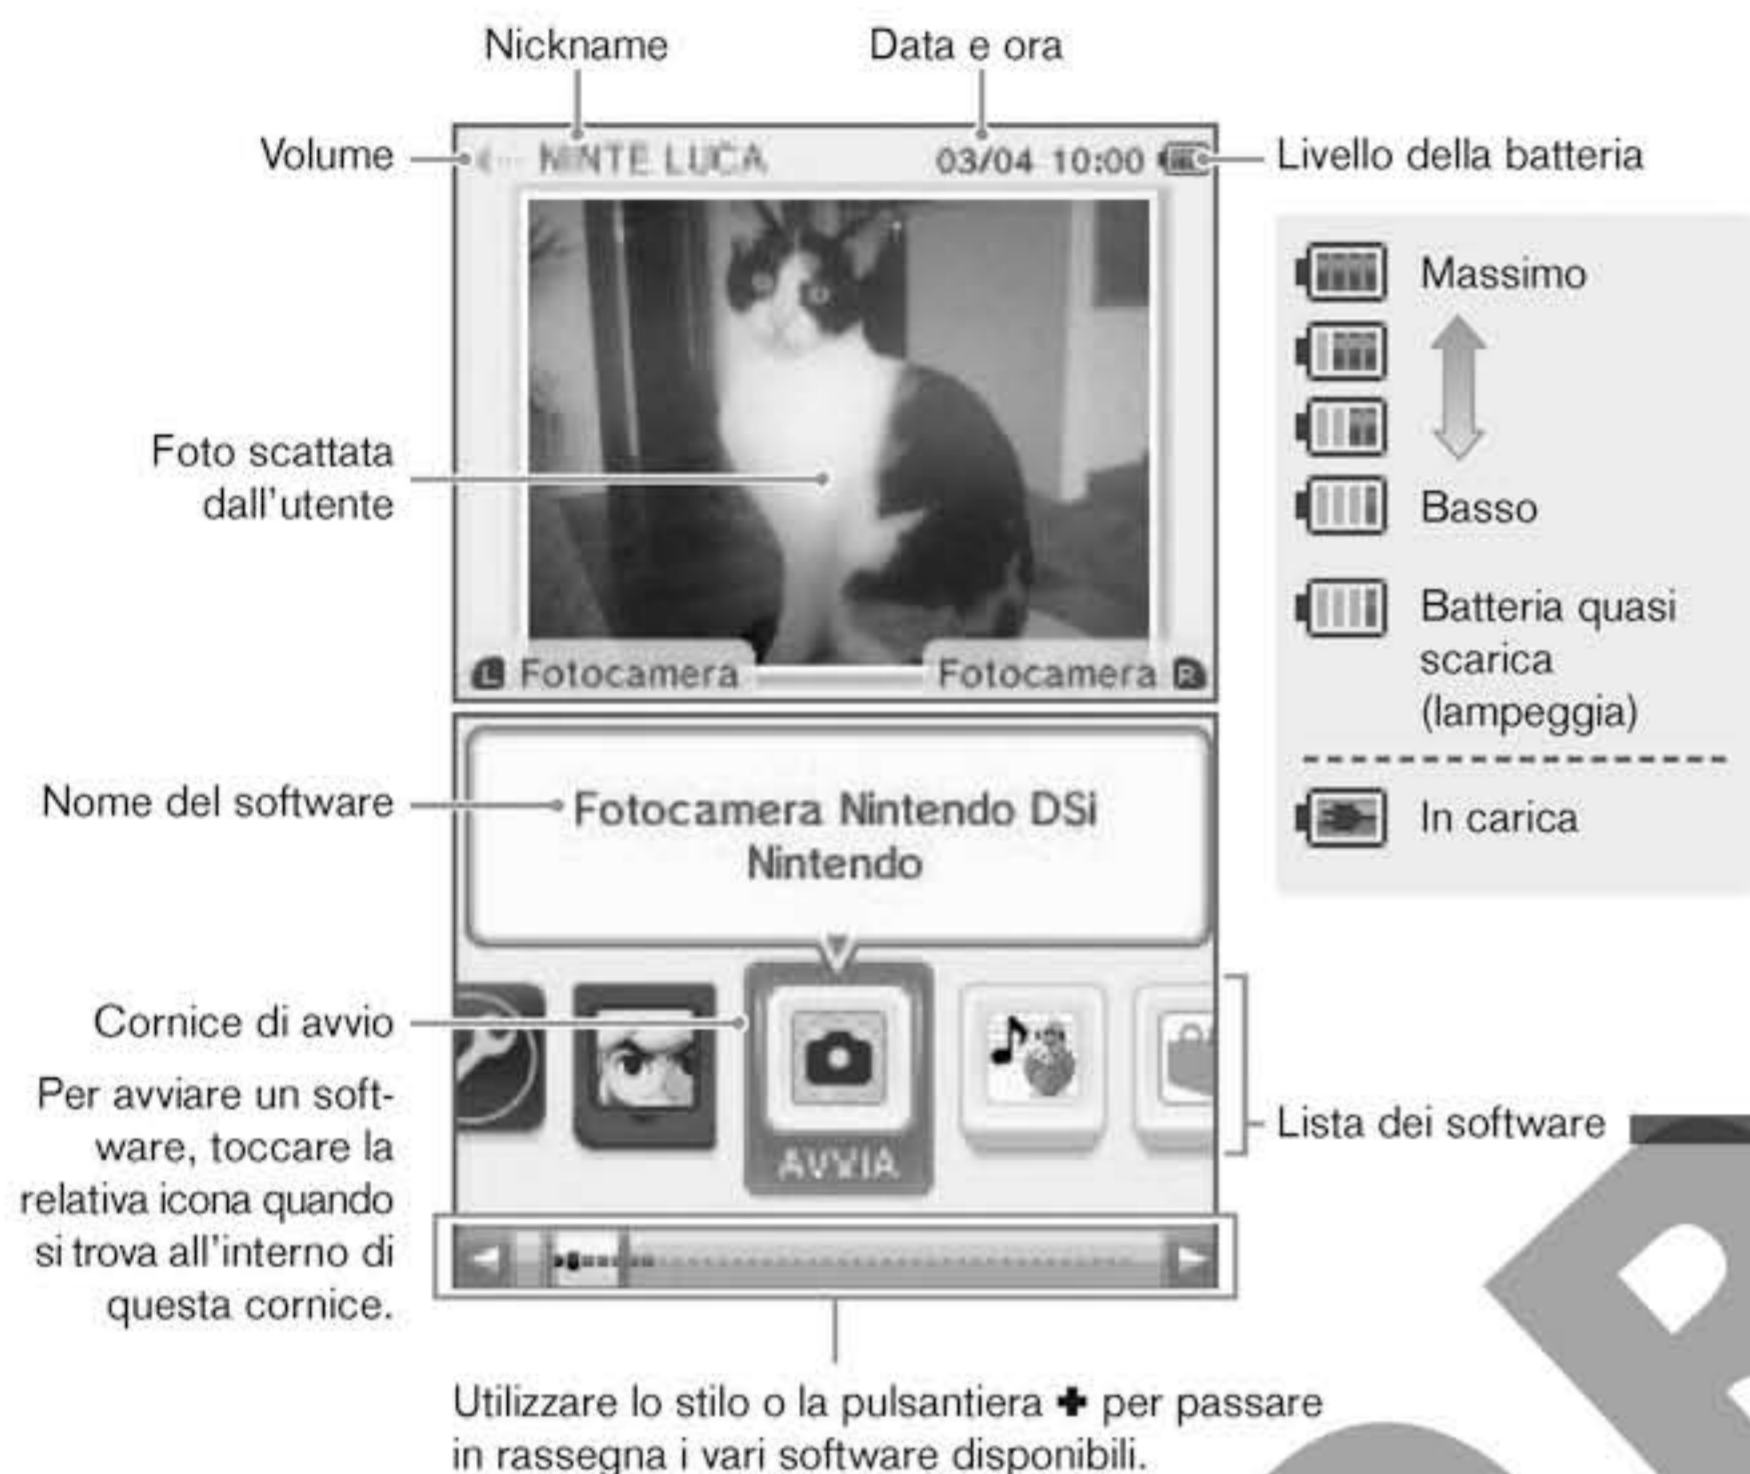 Nickname
Data e ora
Volume
NINTE LUCA
03/04 10:00
Livello della batteria
Massimo
Foto scattata
dall'utente
Basso
Batteria quasi
scarica
(lampeggia)
In carica
L Fotocamera
Fotocamera R
Nome del software
Fotocamera Nintendo DSi
Nintendo
Cornice di avvio
Per avviare un soft-
ware, toccare la
relativa icona quando
si trova all'interno di
questa cornice.
AVVIA
Lista dei software
Utilizzare lo stilo o la pulsantiera ✚ per passare
in rassegna i vari software disponibili.